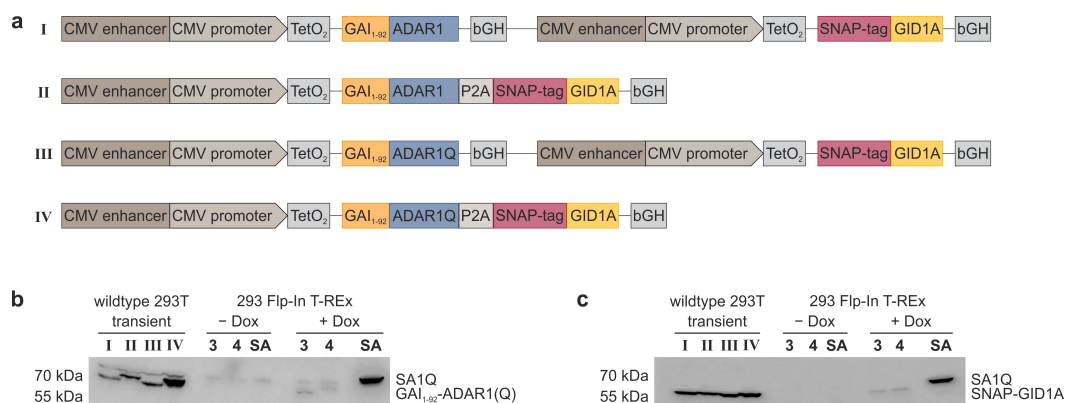 a
I CMV enhancer CMV promoter TetO₂ GAI₁₋₉₂ ADAR1 bGH CMV enhancer CMV promoter TetO₂ SNAP-tag GID1A bGH
II CMV enhancer CMV promoter TetO₂ GAI₁₋₉₂ ADAR1 P2A SNAP-tag GID1A bGH
III CMV enhancer CMV promoter TetO₂ GAI₁₋₉₂ ADAR1Q bGH CMV enhancer CMV promoter TetO₂ SNAP-tag GID1A bGH
IV CMV enhancer CMV promoter TetO₂ GAI₁₋₉₂ ADAR1Q P2A SNAP-tag GID1A bGH
b
wildtype 293T 293 Flp-In T-REx
transient − Dox + Dox
I II III IV 3 4 SA 3 4 SA
70 kDa SA1Q
55 kDa GAI₁₋₉₂-ADAR1(Q)
c
wildtype 293T 293 Flp-In T-REx
transient − Dox + Dox
I II III IV 3 4 SA 3 4 SA
70 kDa SA1Q
55 kDa SNAP-GID1A